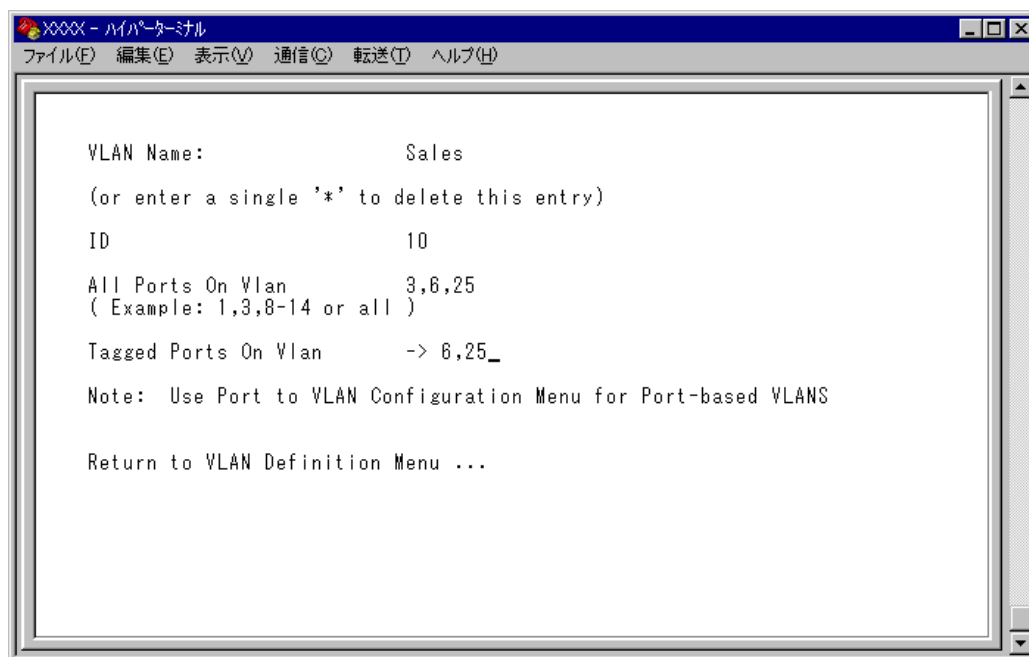 XXXX - ハイパーターミナル
ファイル(F) 編集(E) 表示(V) 通信(C) 転送(T) ヘルプ(H)
VLAN Name: Sales
(or enter a single '*' to delete this entry)
ID 10
All Ports On Vlan 3,6,25
( Example: 1,3,8-14 or all )
Tagged Ports On Vlan -> 6,25_
Note: Use Port to VLAN Configuration Menu for Port-based VLANS
Return to VLAN Definition Menu ...